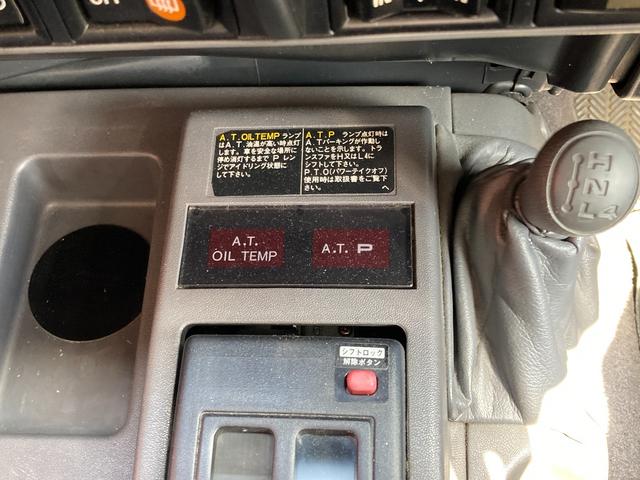 A.T.OILTEMP ランプ
はA.T.油温が高い時点灯
します。車を安全な場所に
停め消灯するまで P レン
ジでアイドリング状態に
して下さい。
A.T.P ランプ点灯時は
A.Tパーキングが作動し
ないことを示します。トラ
ンスファをH又はL4に
シフトして下さい。
P.T.O(パワーテイクオフ)
使用時は取扱書をご覧下
さい。 へ
A.T.
OIL TEMP
A.T. P
H
N
L4
シフトロック
解除ボタン